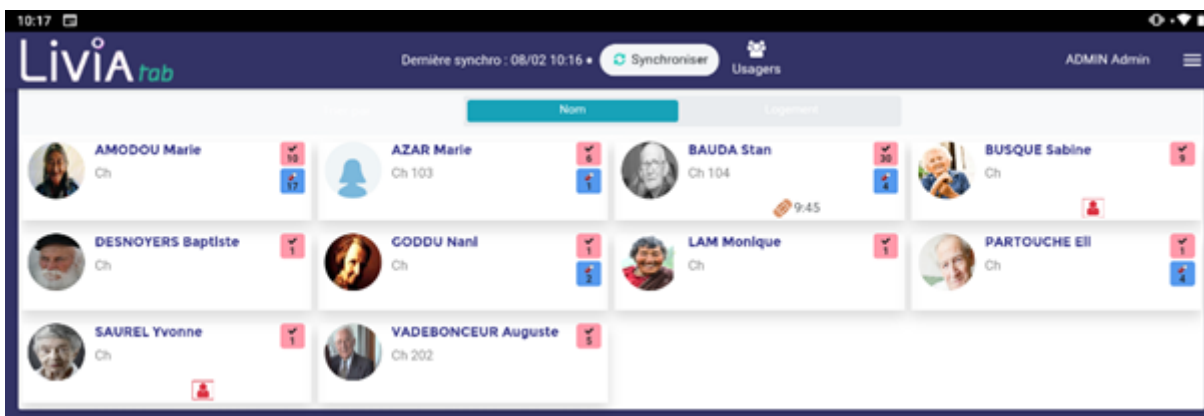 10:17
LiviA tab
Dernière synchro : 08/02 10:16 • Synchroniser
Usagers
ADMIN Admin
Nom
Logement
AMODOU Marie
Ch
10
17
AZAR Marie
Ch 103
6
1
BAUDA Stan
Ch 104
30
4
9:45
BUSQUE Sabine
Ch
9
DESNOYERS Baptiste
Ch
1
GODDU Nani
Ch
1
2
LAM Monique
Ch
1
PARTOUCHE Eli
Ch
1
4
SAUREL Yvonne
Ch
1
VADEBONCEUR Auguste
Ch 202
5